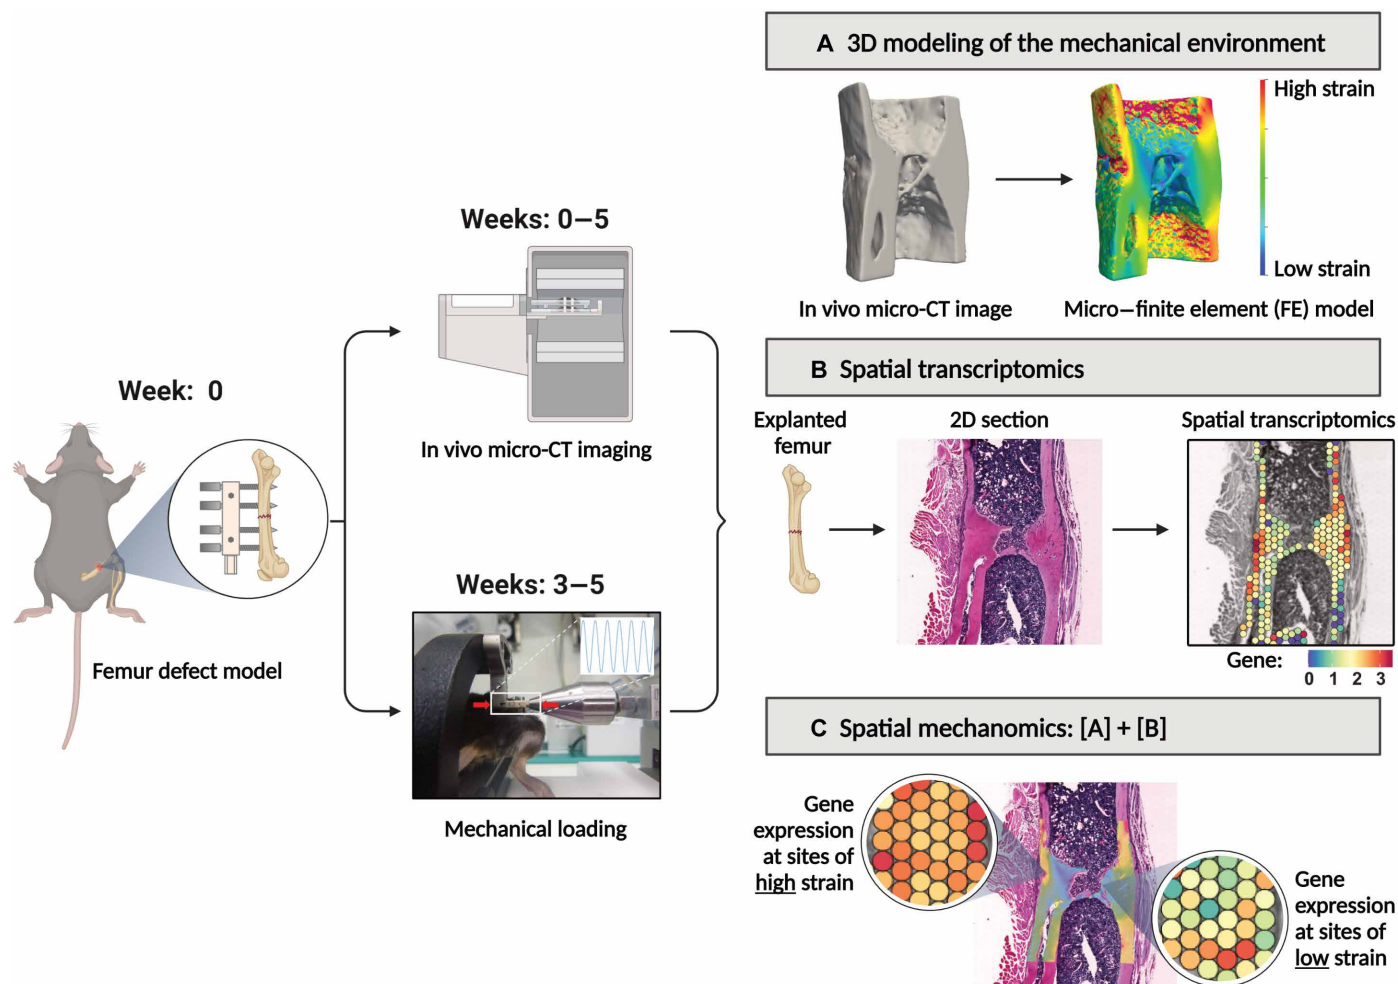 Week: 0
Femur defect model
Weeks: 0–5
In vivo micro-CT imaging
Weeks: 3–5
Mechanical loading
A 3D modeling of the mechanical environment
High strain
Low strain
In vivo micro-CT image
Micro–finite element (FE) model
B Spatial transcriptomics
Explanted
femur
2D section
Spatial transcriptomics
Gene:
0 1 2 3
C Spatial mechanomics: [A] + [B]
Gene
expression
at sites of
high strain
Gene
expression
at sites of
low strain